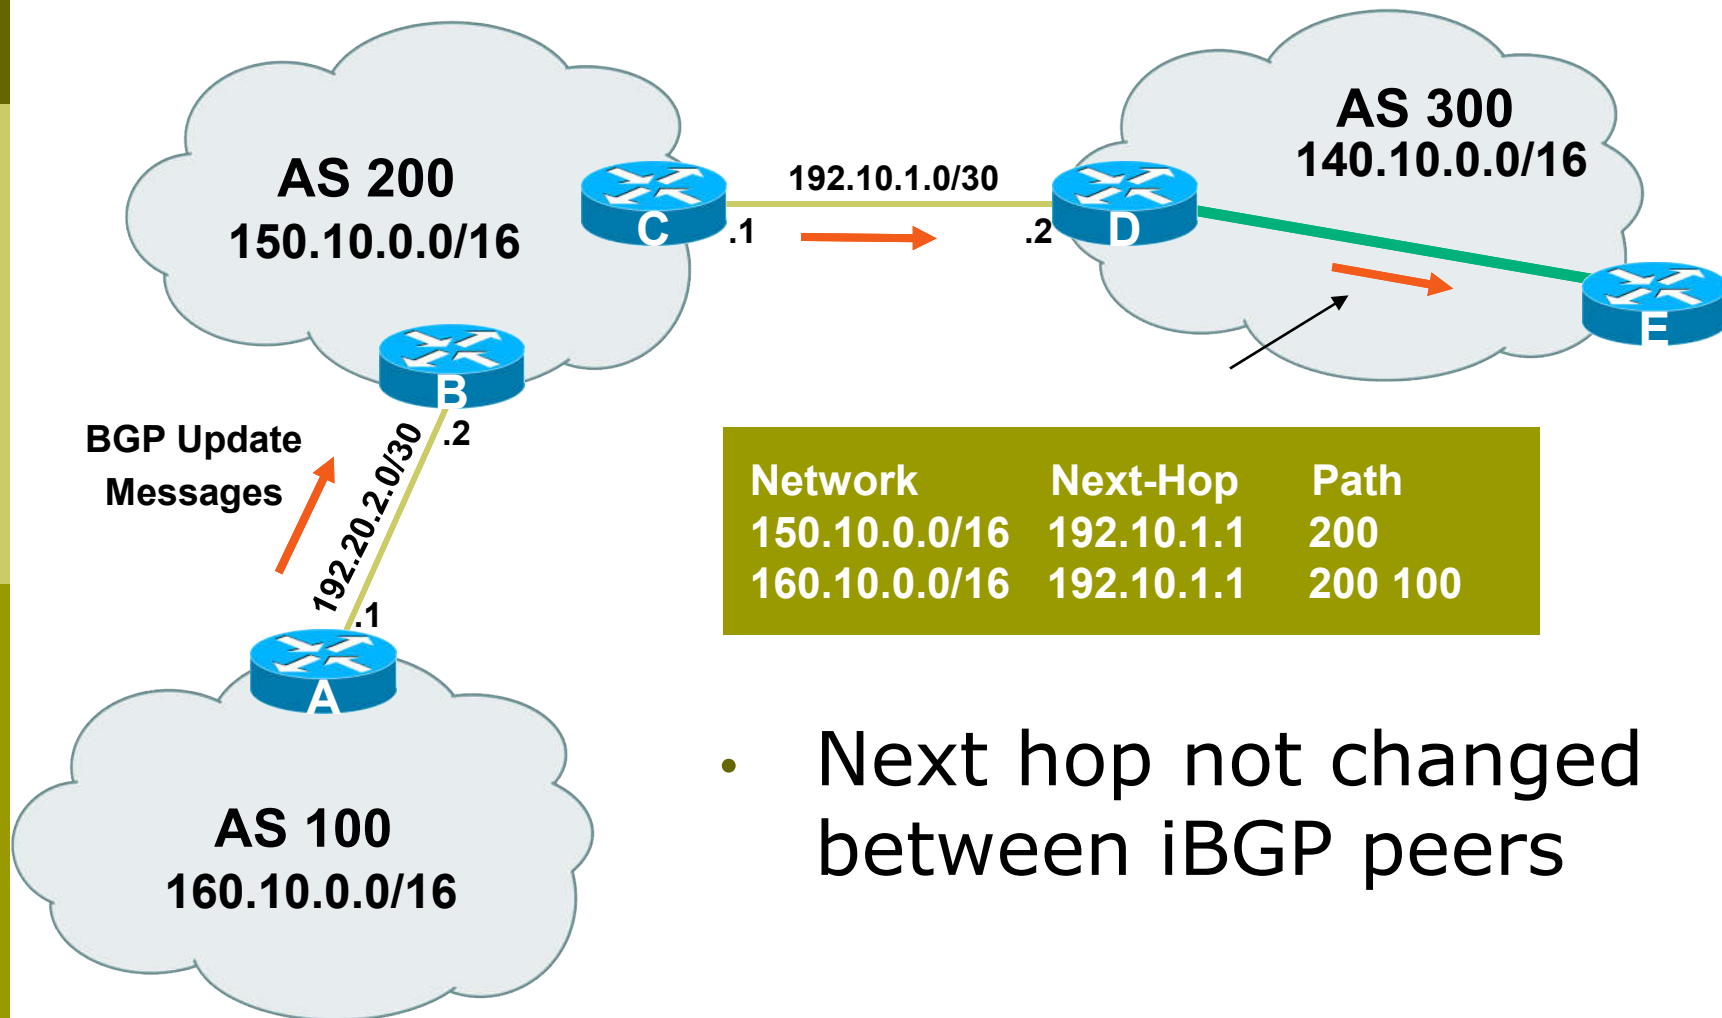 AS 200
150.10.0.0/16
C
.1
192.10.1.0/30
.2
D
AS 300
140.10.0.0/16
E
B
.2
BGP Update
Messages
192.20.2.0/30
.1
A
AS 100
160.10.0.0/16
Network Next-Hop Path
150.10.0.0/16 192.10.1.1 200
160.10.0.0/16 192.10.1.1 200 100
• Next hop not changed
between iBGP peers